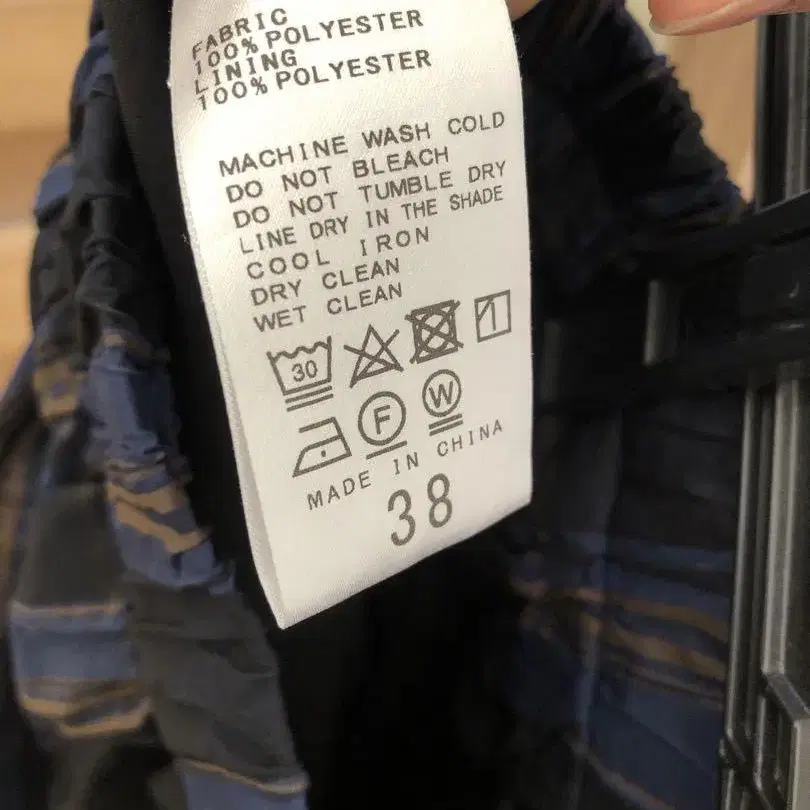 FABRIC
100% POLYESTER
LINING
100% POLYESTER
MACHINE WASH COLD
DO NOT BLEACH
DO NOT TUMBLE DRY
LINE DRY IN THE SHADE
COOL IRON
DRY CLEAN
WET CLEAN
30
F W
MADE IN CHINA
38